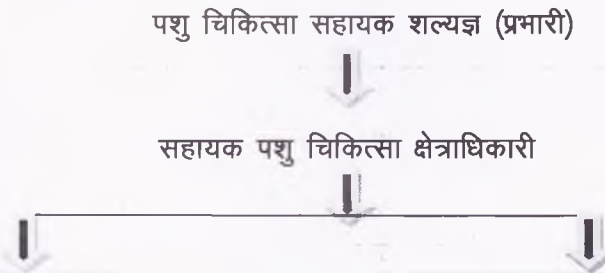 पशु चिकित्सा सहायक शल्यज्ञ (प्रभारी)
सहायक पशु चिकित्सा क्षेत्राधिकारी